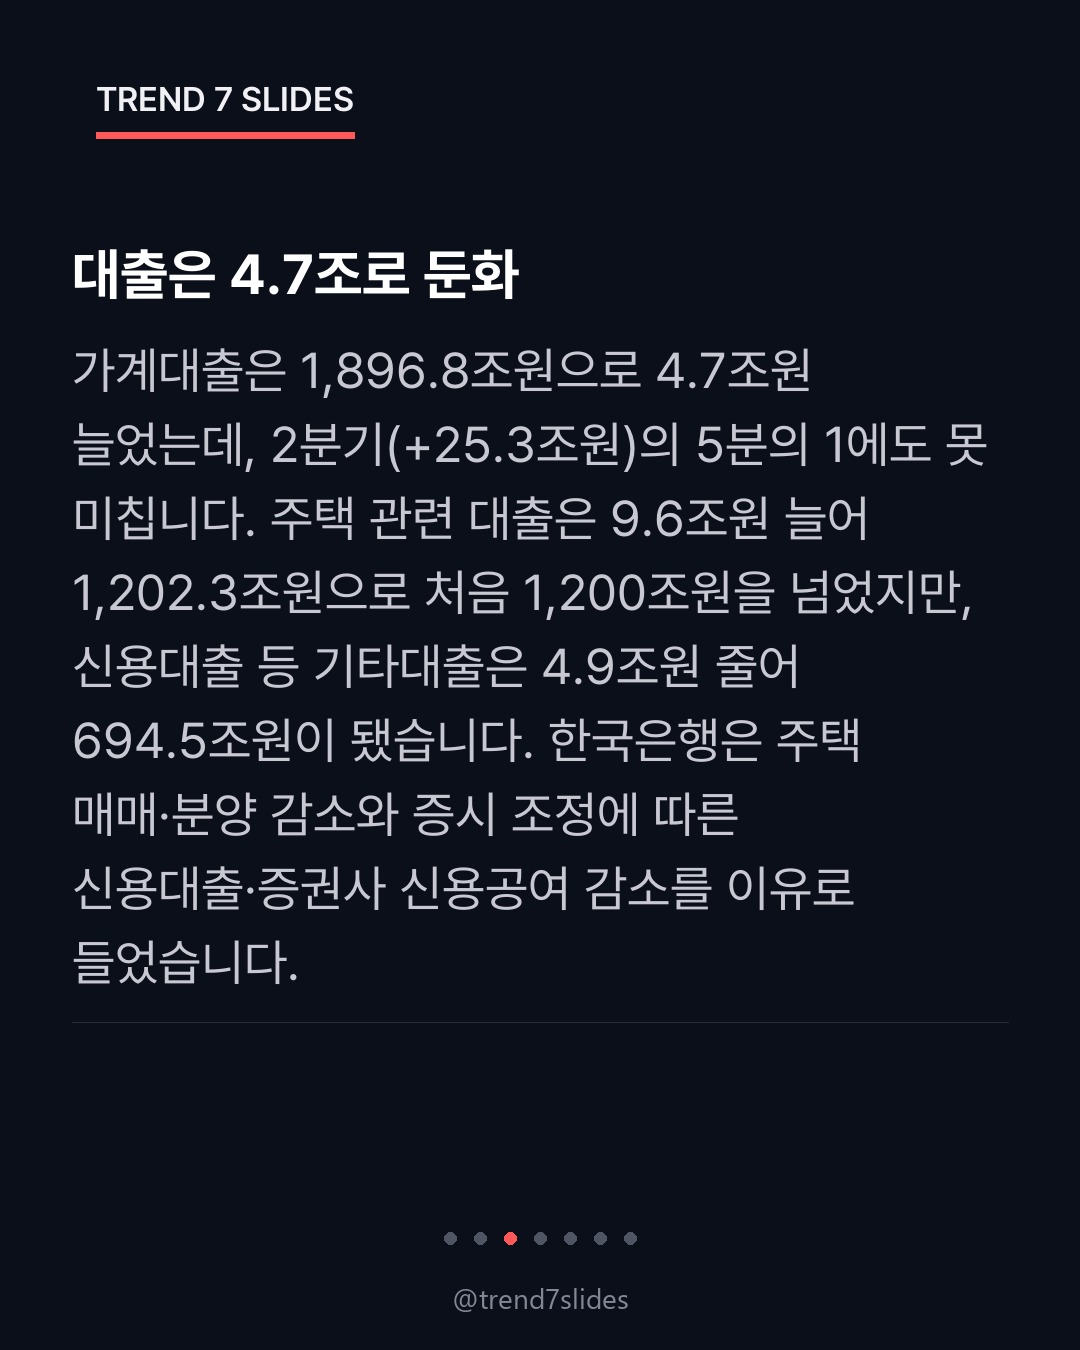 TREND 7 SLIDES
대출은 4.7조로 둔화
가계대출은 1,896.8조원으로 4.7조원
늘었는데, 2분기(+25.3조원)의 5분의 1에도 못
미칩니다. 주택 관련 대출은 9.6조원 늘어
1,202.3조원으로 처음 1,200조원을 넘었지만,
신용대출 등 기타대출은 4.9조원 줄어
694.5조원이 됐습니다. 한국은행은 주택
매매·분양 감소와 증시 조정에 따른
신용대출·증권사 신용공여 감소를 이유로
들었습니다.
@trend7slides